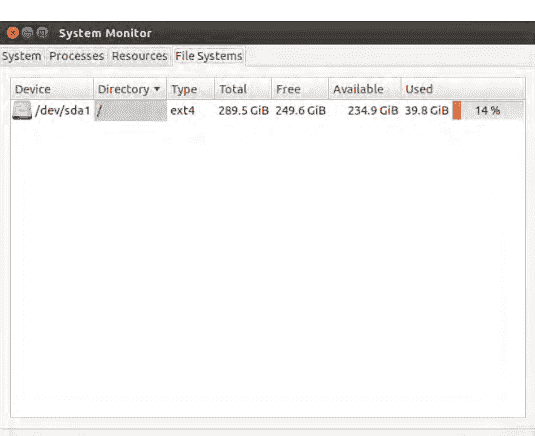 System Monitor
System Processes Resources File Systems
Device Directory ▾ Type Total Free Available Used
/dev/sda1 / ext4 289.5 GiB 249.6 GiB 234.9 GiB 39.8 GiB 14 %